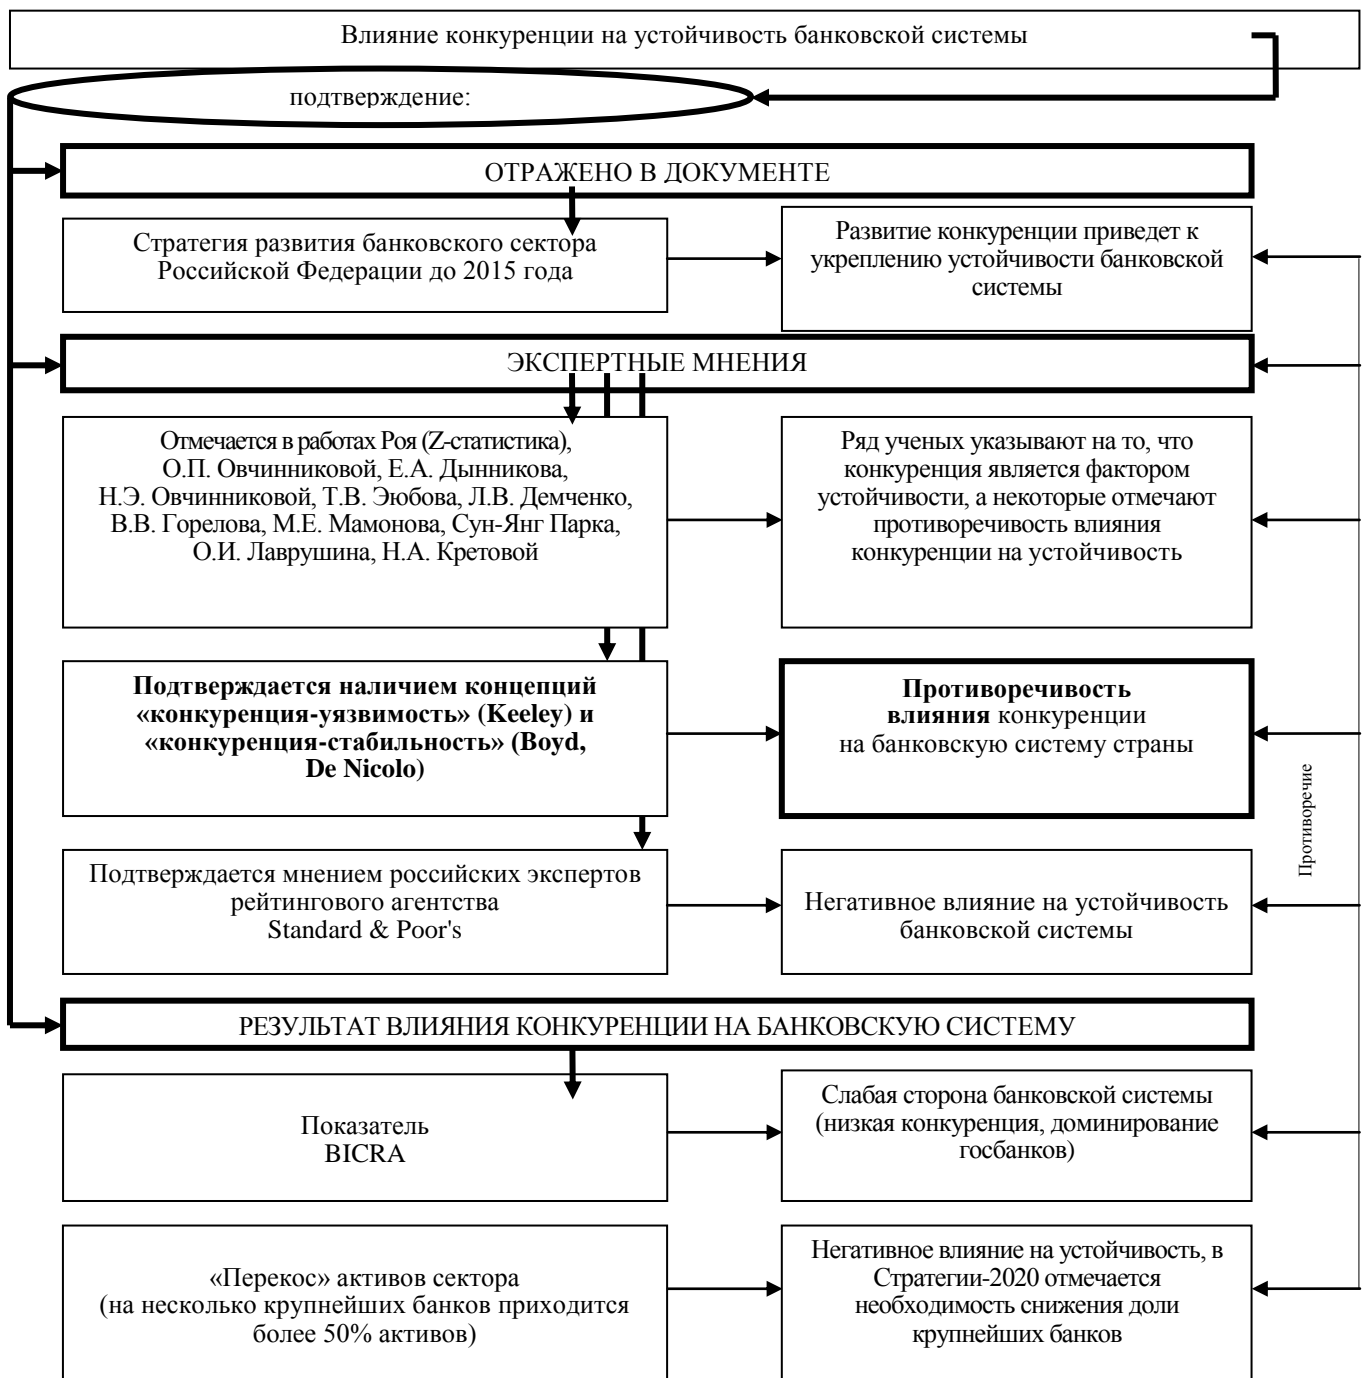 Влияние конкуренции на устойчивость банковской системы
подтверждение:
ОТРАЖЕНО В ДОКУМЕНТЕ
Стратегия развития банковского сектора
Российской Федерации до 2015 года
Развитие конкуренции приведет к
укреплению устойчивости банковской
системы
ЭКСПЕРТНЫЕ МНЕНИЯ
Отмечается в работах Роя (Z-статистика),
О.П. Овчинниковой, Е.А. Дынникова,
Н.Э. Овчинниковой, Т.В. Эюбова, Л.В. Демченко,
В.В. Горелова, М.Е. Мамонова, Сун-Янг Парка,
О.И. Лаврушина, Н.А. Кретовой
Ряд ученых указывают на то, что
конкуренция является фактором
устойчивости, а некоторые отмечают
противоречивость влияния
конкуренции на устойчивость
Подтверждается наличием концепций
«конкуренция-уязвимость» (Keeley) и
«конкуренция-стабильность» (Boyd,
De Nicolo)
Противоречивость
влияния конкуренции
на банковскую систему страны
Противоречие
Подтверждается мнением российских экспертов
рейтингового агентства
Standard & Poor's
Негативное влияние на устойчивость
банковской системы
РЕЗУЛЬТАТ ВЛИЯНИЯ КОНКУРЕНЦИИ НА БАНКОВСКУЮ СИСТЕМУ
Показатель
BICRA
Слабая сторона банковской системы
(низкая конкуренция, доминирование
госбанков)
«Перекос» активов сектора
(на несколько крупнейших банков приходится
более 50% активов)
Негативное влияние на устойчивость, в
Стратегии-2020 отмечается
необходимость снижения доли
крупнейших банков